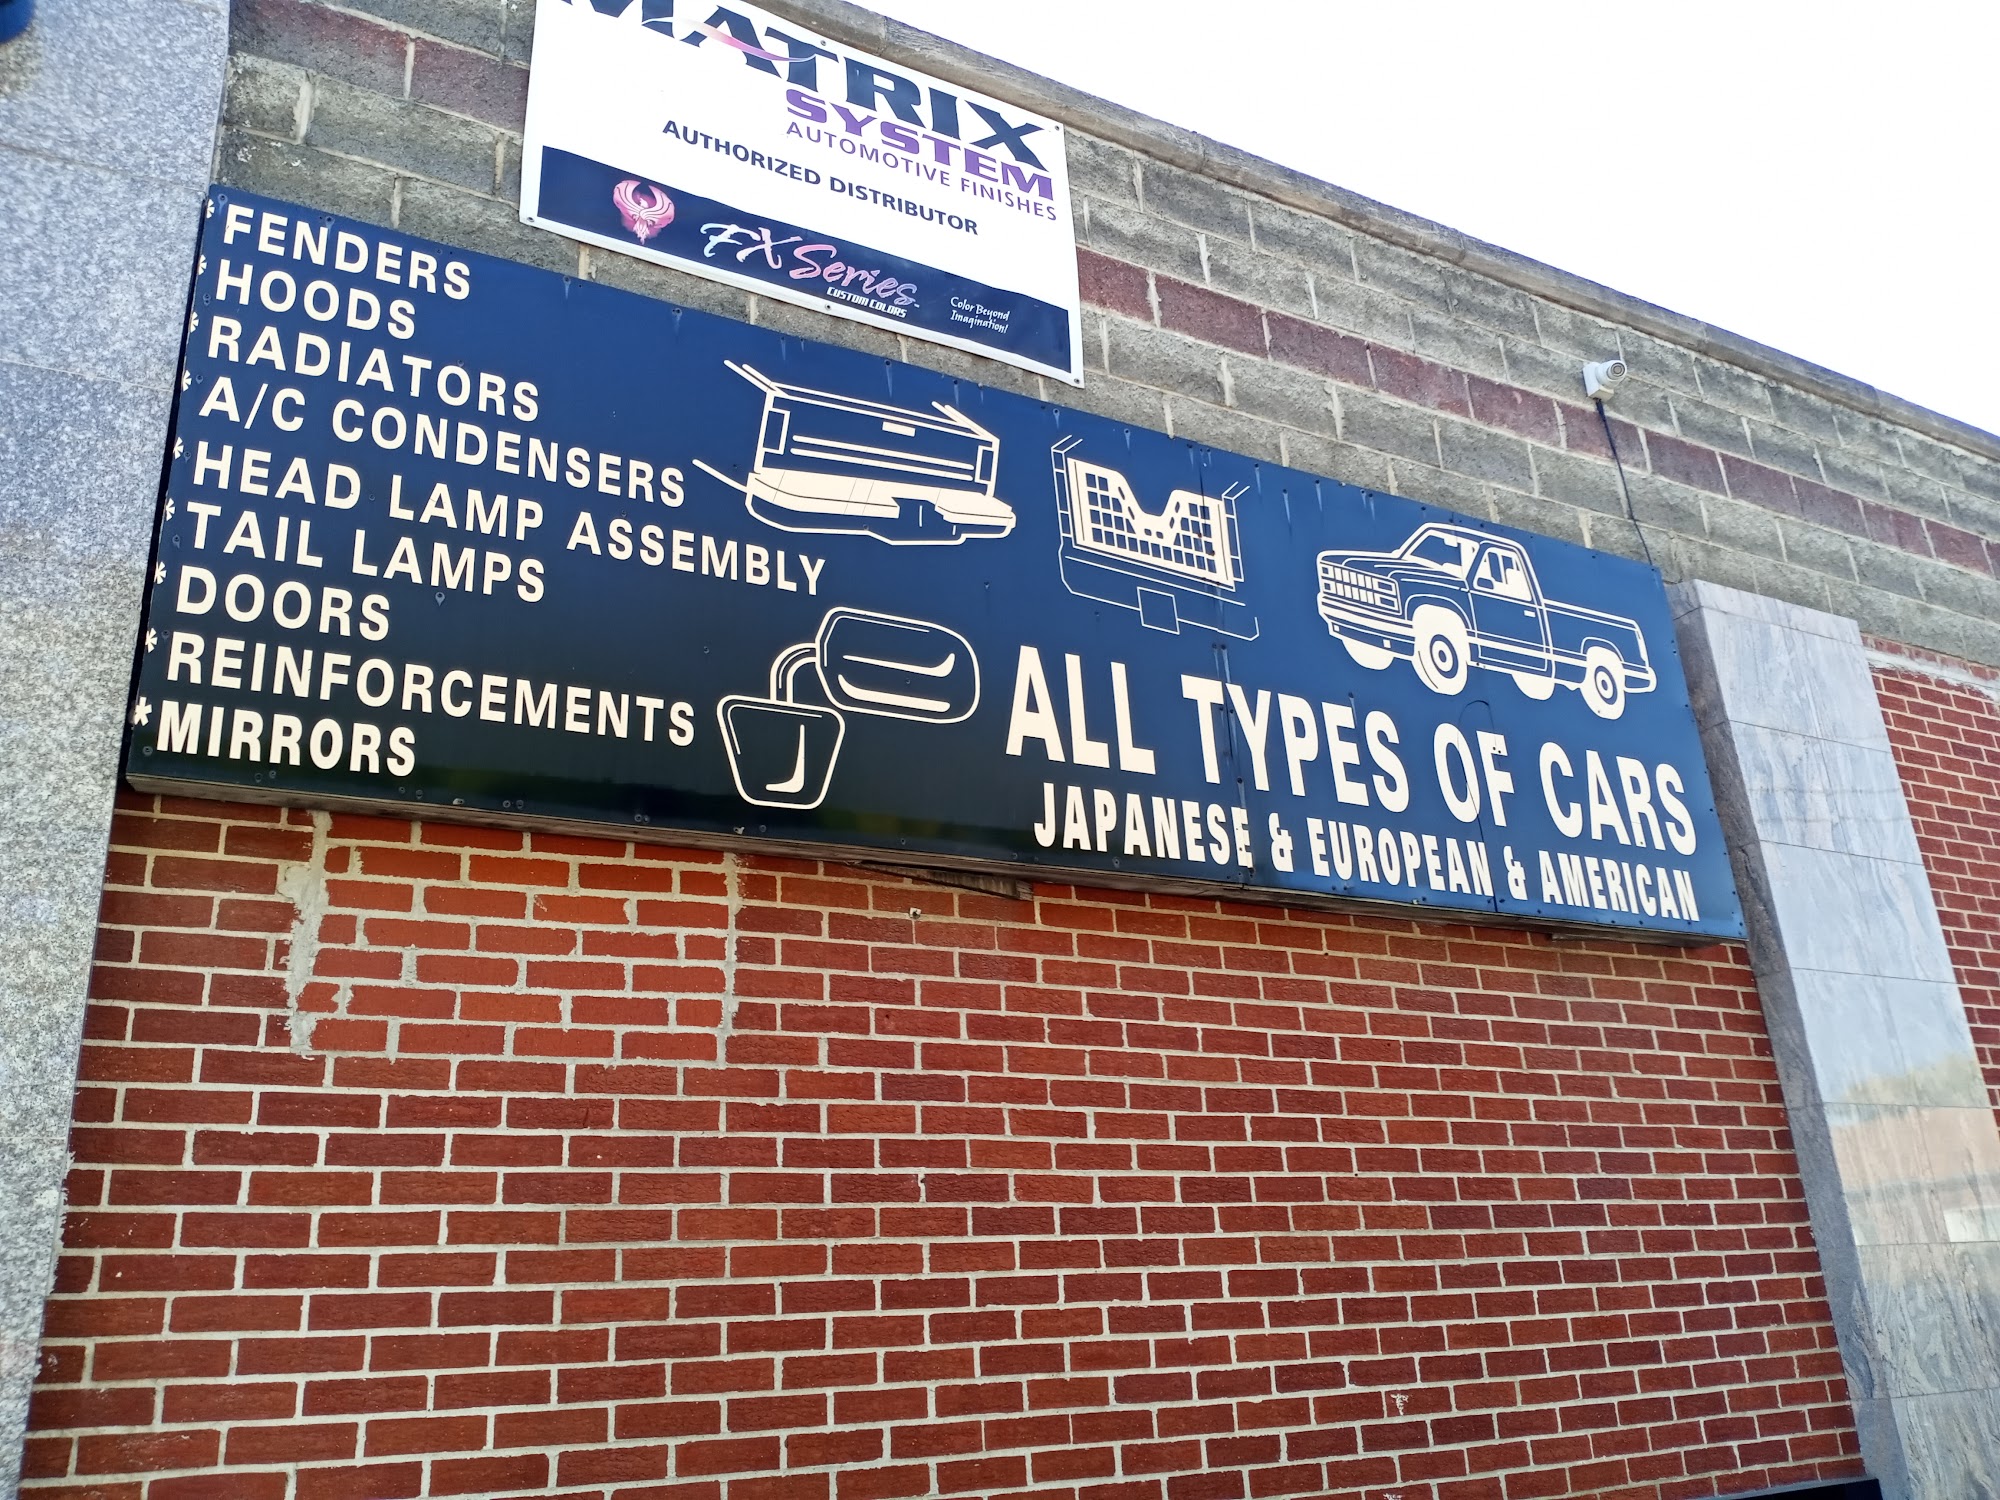 MATRIX
SYSTEM
AUTOMOTIVE FINISHES
AUTHORIZED DISTRIBUTOR
FX Series
CUSTOM COLORS
Color Beyond
Imagination!
* FENDERS
* HOODS
* RADIATORS
* A/C CONDENSERS
* HEAD LAMP ASSEMBLY
* TAIL LAMPS
* DOORS
* REINFORCEMENTS
* MIRRORS
ALL TYPES OF CARS
JAPANESE & EUROPEAN & AMERICAN